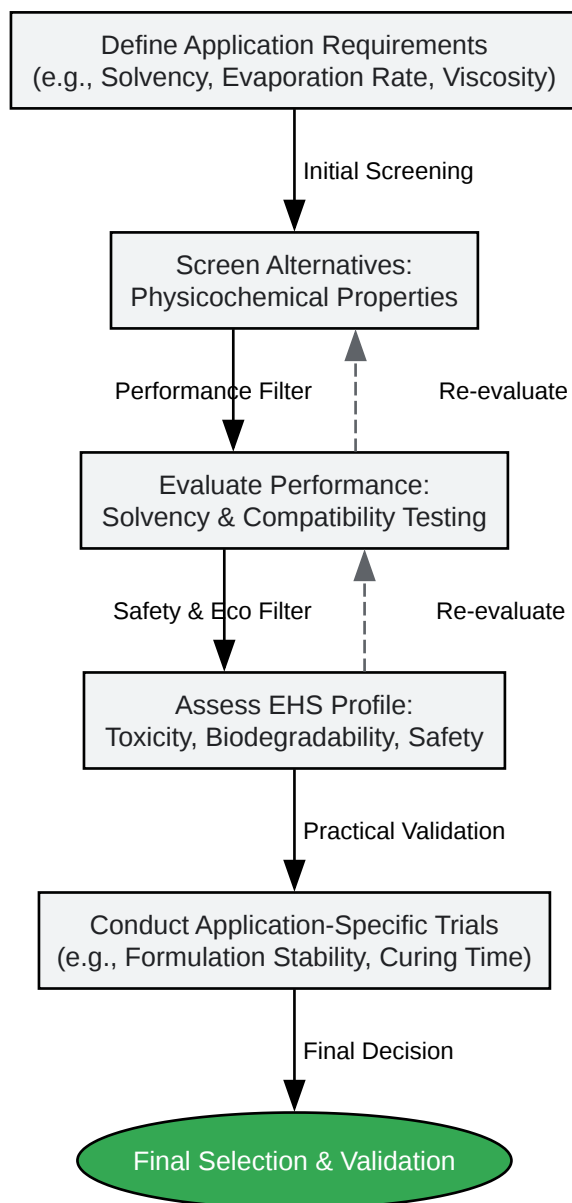 Define Application Requirements
(e.g., Solvency, Evaporation Rate, Viscosity)
Initial Screening
Screen Alternatives:
Physicochemical Properties
Performance Filter
Re-evaluate
Evaluate Performance:
Solvency & Compatibility Testing
Safety & Eco Filter
Re-evaluate
Assess EHS Profile:
Toxicity, Biodegradability, Safety
Practical Validation
Conduct Application-Specific Trials
(e.g., Formulation Stability, Curing Time)
Final Decision
Final Selection & Validation